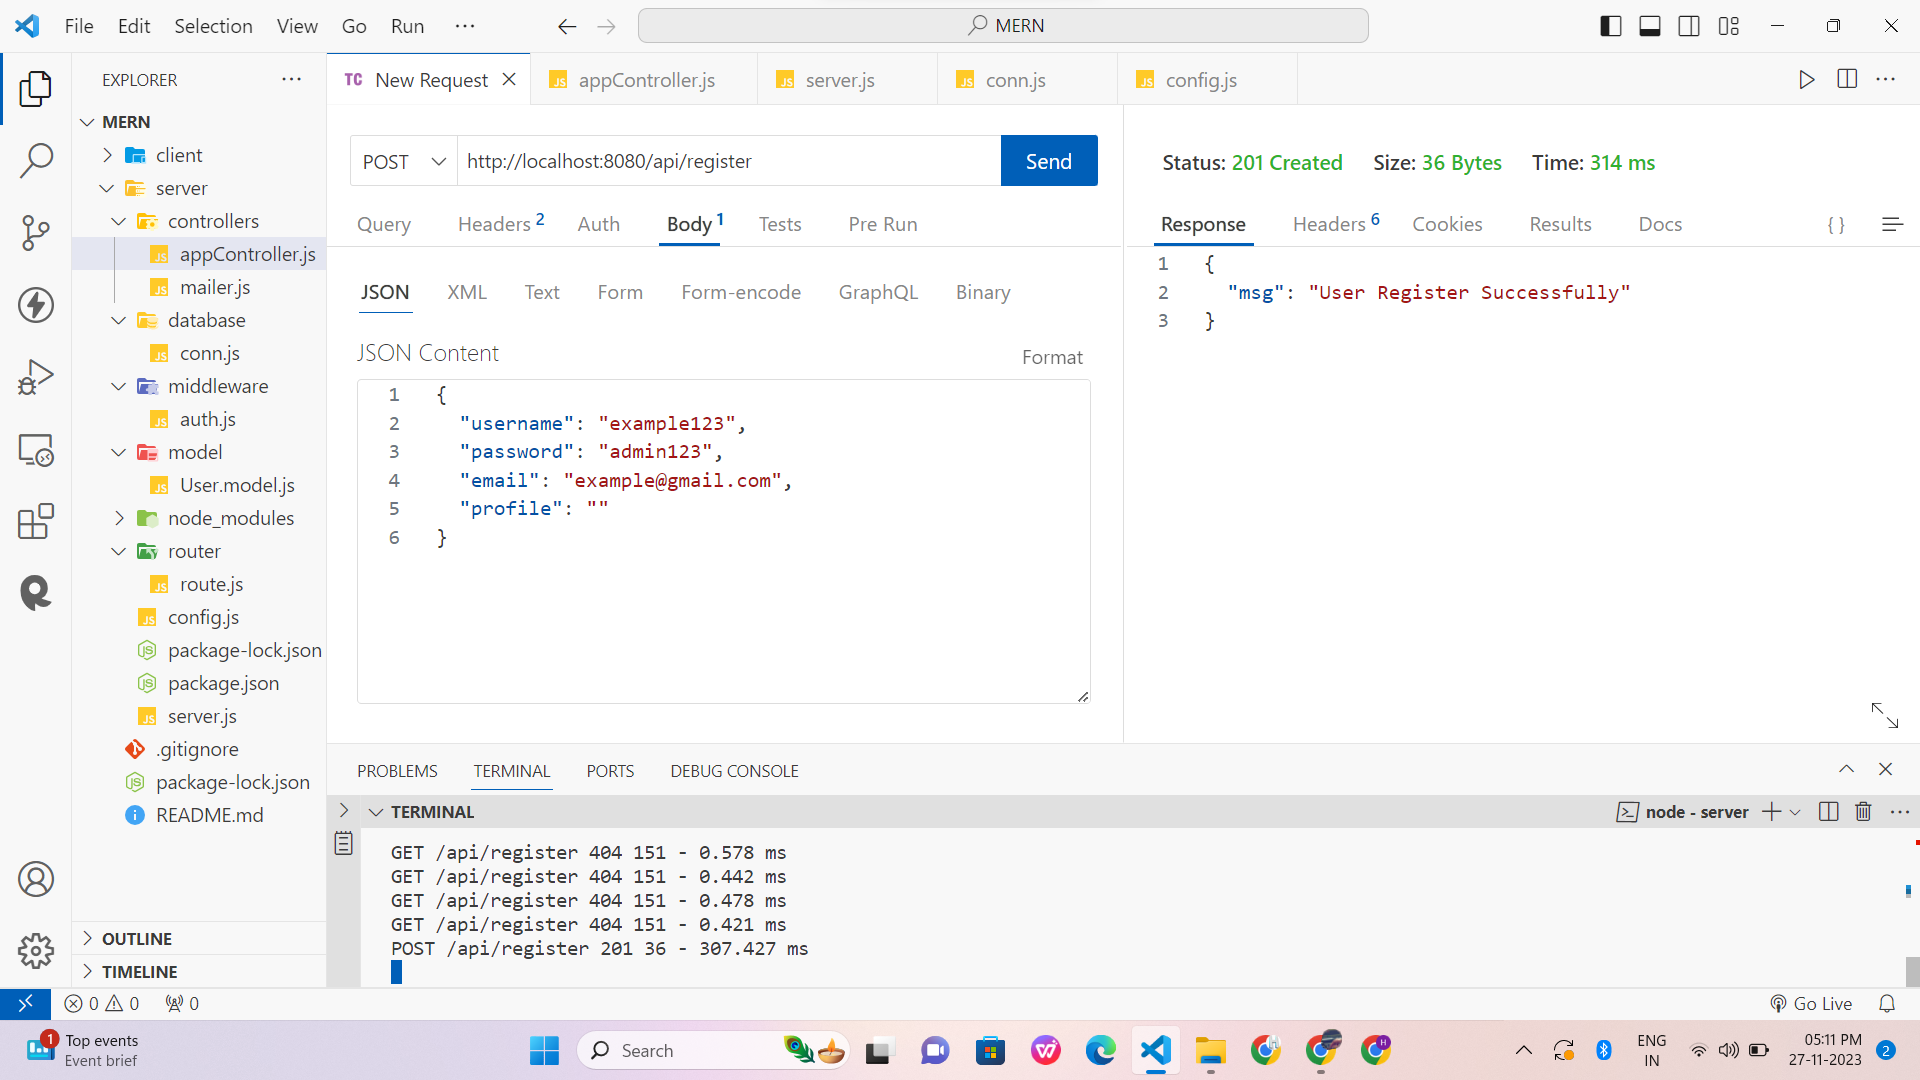 File Edit Selection View Go Run ···
MERN
EXPLORER ···
MERN
client
server
controllers
appController.js
mailer.js
database
conn.js
middleware
auth.js
model
User.model.js
node_modules
router
route.js
config.js
package-lock.json
package.json
server.js
.gitignore
package-lock.json
README.md
OUTLINE
TIMELINE
TC New Request
JS appController.js
JS server.js
JS conn.js
JS config.js
POST http://localhost:8080/api/register Send
Query Headers 2 Auth Body 1 Tests Pre Run
JSON XML Text Form Form-encode GraphQL Binary
JSON Content Format
1 {
2 "username": "example123",
3 "password": "admin123",
4 "email": "example@gmail.com",
5 "profile": ""
6 }
Status: 201 Created Size: 36 Bytes Time: 314 ms
Response Headers 6 Cookies Results Docs { }
1 {
2 "msg": "User Register Successfully"
3 }
PROBLEMS TERMINAL PORTS DEBUG CONSOLE
TERMINAL node - server
GET /api/register 404 151 - 0.578 ms
GET /api/register 404 151 - 0.442 ms
GET /api/register 404 151 - 0.478 ms
GET /api/register 404 151 - 0.421 ms
POST /api/register 201 36 - 307.427 ms
0 0 0 Go Live
1 Top events
Event brief
Search
ENG
IN
05:11 PM
27-11-2023
2